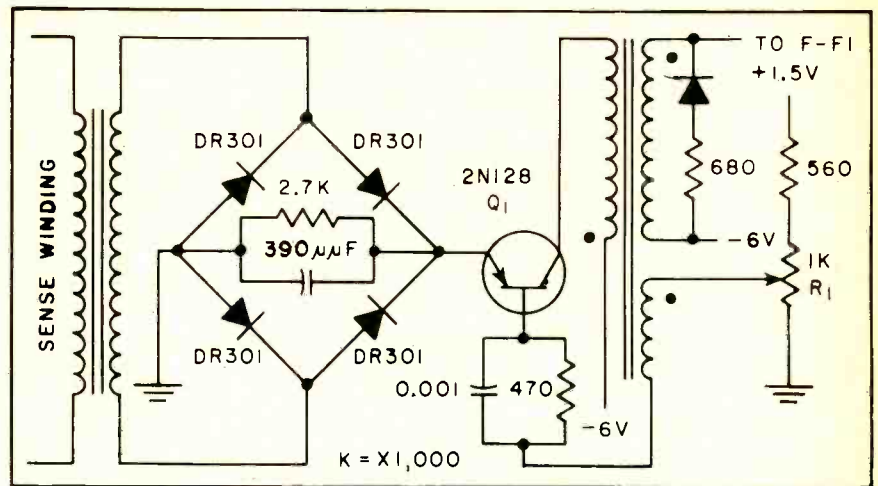 SENSE WINDING
DR301
DR301
2.7K
390μμF
DR301
DR301
2N128
Q1
0.001
470
-6V
K = X1,000
TO F-F1
+1.5V
680
560
-6V
1K
R1